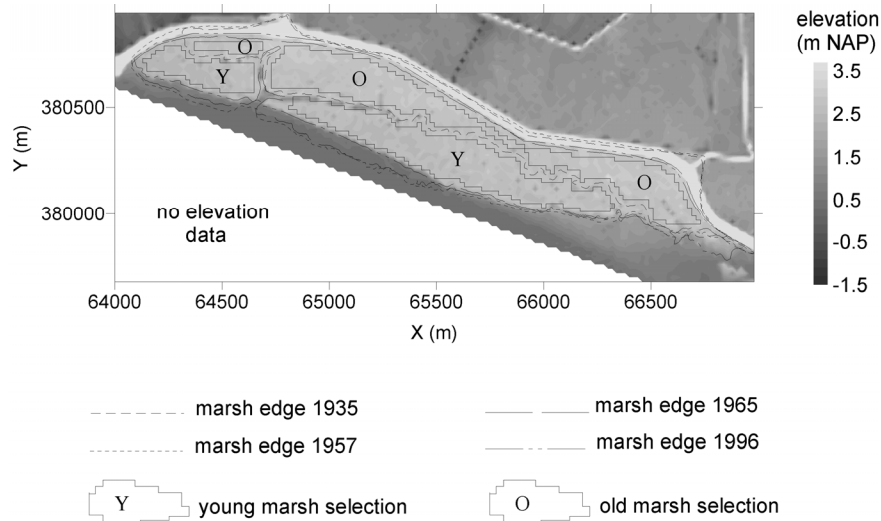 elevation
(m NAP)
3.5
2.5
1.5
0.5
-0.5
-1.5
Y (m)
380500
380000
O
Y
O
Y
O
no elevation
data
64000 64500 65000 65500 66000 66500
X (m)
marsh edge 1935
marsh edge 1965
marsh edge 1957
marsh edge 1996
Y young marsh selection
O old marsh selection